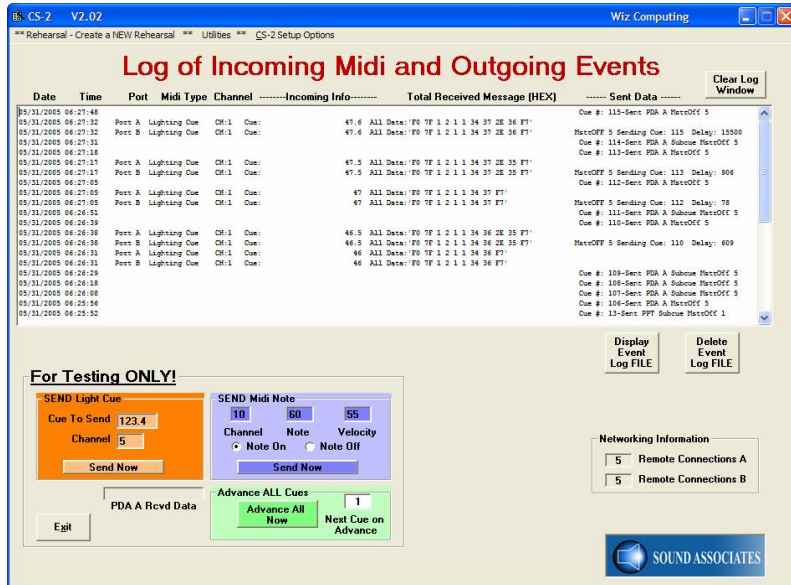 CS-2 V2.02 Wiz Computing
** Rehearsal - Create a NEW Rehearsal ** Utilities ** CS-2 Setup Options
Log of Incoming Midi and Outgoing Events
Clear Log Window
Date Time Port Midi Type Channel --------Incoming Info-------- Total Received Message (HEX) ------ Sent Data ------
05/31/2005 06:27:48 Cue #: 115-Sent PDA A MstrOff 5
05/31/2005 06:27:32 Port A Lighting Cue CH:1 Cue: 47.6 All Data:'F0 7F 1 2 1 1 34 37 2E 36 F7'
05/31/2005 06:27:32 Port B Lighting Cue CH:1 Cue: 47.6 All Data:'F0 7F 1 2 1 1 34 37 2E 36 F7' MstrOFF 5 Sending Cue: 115 Delay: 15500
05/31/2005 06:27:31 Cue #: 114-Sent PDA A Subcue MstrOff 5
05/31/2005 06:27:18 Cue #: 113-Sent PDA A MstrOff 5
05/31/2005 06:27:17 Port A Lighting Cue CH:1 Cue: 47.5 All Data:'F0 7F 1 2 1 1 34 37 2E 35 F7'
05/31/2005 06:27:17 Port B Lighting Cue CH:1 Cue: 47.5 All Data:'F0 7F 1 2 1 1 34 37 2E 35 F7' MstrOFF 5 Sending Cue: 113 Delay: 906
05/31/2005 06:27:05 Cue #: 112-Sent PDA A MstrOff 5
05/31/2005 06:27:05 Port A Lighting Cue CH:1 Cue: 47 All Data:'F0 7F 1 2 1 1 34 37 F7'
05/31/2005 06:27:05 Port B Lighting Cue CH:1 Cue: 47 All Data:'F0 7F 1 2 1 1 34 37 F7' MstrOFF 5 Sending Cue: 112 Delay: 78
05/31/2005 06:26:51 Cue #: 111-Sent PDA A Subcue MstrOff 5
05/31/2005 06:26:39 Cue #: 110-Sent PDA A MstrOff 5
05/31/2005 06:26:38 Port A Lighting Cue CH:1 Cue: 46.5 All Data:'F0 7F 1 2 1 1 34 36 2E 35 F7'
05/31/2005 06:26:38 Port B Lighting Cue CH:1 Cue: 46.5 All Data:'F0 7F 1 2 1 1 34 36 2E 35 F7' MstrOFF 5 Sending Cue: 110 Delay: 609
05/31/2005 06:26:31 Port A Lighting Cue CH:1 Cue: 46 All Data:'F0 7F 1 2 1 1 34 36 F7'
05/31/2005 06:26:31 Port B Lighting Cue CH:1 Cue: 46 All Data:'F0 7F 1 2 1 1 34 36 F7'
05/31/2005 06:26:29 Cue #: 109-Sent PDA A Subcue MstrOff 5
05/31/2005 06:26:18 Cue #: 108-Sent PDA A Subcue MstrOff 5
05/31/2005 06:26:08 Cue #: 107-Sent PDA A Subcue MstrOff 5
05/31/2005 06:25:56 Cue #: 106-Sent PDA A MstrOff 5
05/31/2005 06:25:52 Cue #: 13-Sent PPT Subcue MstrOff 1
Display Event Log FILE
Delete Event Log FILE
For Testing ONLY!
SEND Light Cue
Cue To Send 123.4
Channel 5
Send Now
SEND Midi Note
10 60 55
Channel Note Velocity
Note On Note Off
Send Now
PDA A Rcvd Data
Exit
Advance ALL Cues
Advance All Now
1
Next Cue on Advance
Networking Information
5 Remote Connections A
5 Remote Connections B
SOUND ASSOCIATES